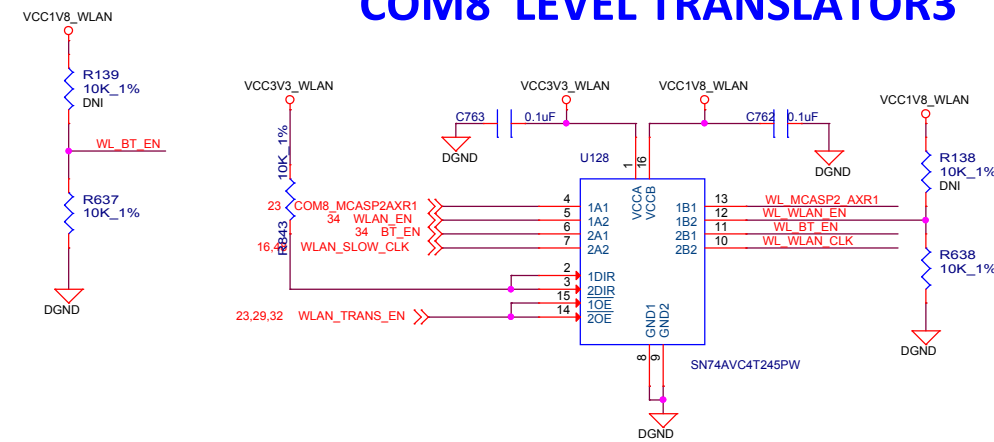 COM8 LEVEL TRANSLATOR3
VCC1V8_WLAN
R139
10K_1%
DNI
WL_BT_EN
R637
10K_1%
DGND
VCC3V3_WLAN
10K_1%
R843
VCC3V3_WLAN
VCC1V8_WLAN
C763
0.1uF
C762
0.1uF
DGND
DGND
U128
1
16
VCCA
VCCB
23 COM8_MCASP2AXR1
34 WLAN_EN
34 BT_EN
WLAN_SLOW_CLK
4
5
6
7
2
3
15
14
1A1
1A2
2A1
2A2
1DIR
2DIR
1OE
2OE
1B1
1B2
2B1
2B2
13
12
11
10
WL_MCASP2_AXR1
WL_WLAN_EN
WL_BT_EN
WL_WLAN_CLK
23,29,32 WLAN_TRANS_EN
GND1
GND2
8
9
SN74AVC4T245PW
DGND
VCC1V8_WLAN
R138
10K_1%
DNI
R638
10K_1%
DGND